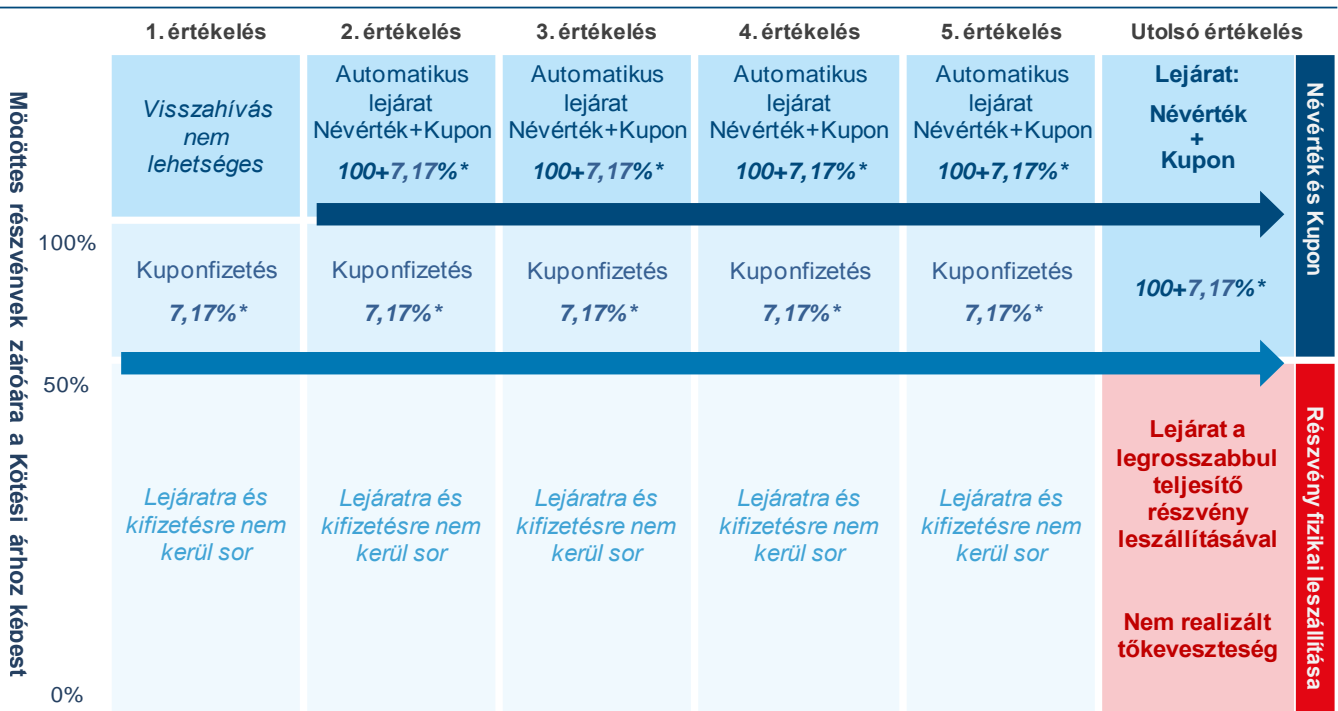 1. értékelés
2. értékelés
3. értékelés
4. értékelés
5. értékelés
Utolsó értékelés
Mögöttes részvények záróára a Kötési árhoz képest
100%
50%
0%
Visszahívás
nem
lehetséges
Automatikus
lejárat
Névérték+Kupon
100+7,17%*
Automatikus
lejárat
Névérték+Kupon
100+7,17%*
Automatikus
lejárat
Névérték+Kupon
100+7,17%*
Automatikus
lejárat
Névérték+Kupon
100+7,17%*
Lejárat:
Névérték
+
Kupon
Kuponfizetés
7,17%*
Kuponfizetés
7,17%*
Kuponfizetés
7,17%*
Kuponfizetés
7,17%*
Kuponfizetés
7,17%*
100+7,17%*
Névérték és Kupon
Lejáratra és
kifizetésre nem
kerül sor
Lejáratra és
kifizetésre nem
kerül sor
Lejáratra és
kifizetésre nem
kerül sor
Lejáratra és
kifizetésre nem
kerül sor
Lejáratra és
kifizetésre nem
kerül sor
Lejárat a
legrosszabbul
teljesítő
részvény
leszállításával
Nem realizált
tőkeveszteség
Részvény fizikai leszállítása